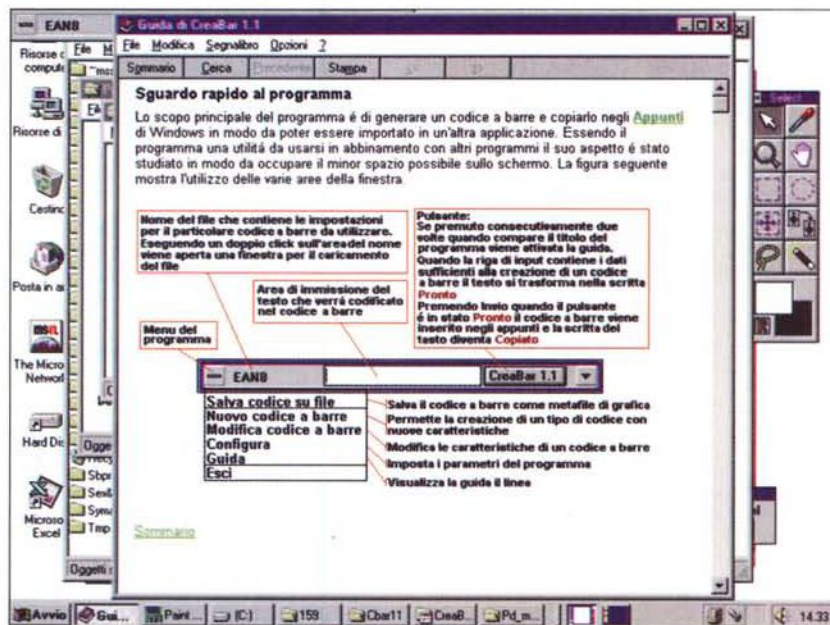 EAN8
Guida di CreaBar 1.1
File Modifica Segnalibro Opzioni ?
Sommario Cerca Precedente Stampa
Risorse
compute
File
Risorse di
Cestino
Posta in a
The Micro
Networ
Hard Dis
Microso
Excel
Sguardo rapido al programma
Lo scopo principale del programma é di generare un codice a barre e copiarlo negli Appunti
di Windows in modo da poter essere importato in un'altra applicazione. Essendo il
programma una utilitá da usarsi in abbinamento con altri programmi il suo aspetto é stato
studiato in modo da occupare il minor spazio possibile sullo schermo. La figura seguente
mostra l'utilizzo delle varie aree della finestra.
Nome del file che contiene le impostazioni
per il particolare codice a barre da utilizzare.
Eseguendo un doppio click sull'area del nome
viene aperta una finestra per il caricamento
del file
Area di immissione del
testo che verrá codificato
nel codice a barre
Menu del
programma
Pulsante:
Se premuto consecutivamente due
volte quando compare il titolo del
programma viene attivata la guida.
Quando la riga di input contiene i dati
sufficienti alla creazione di un codice
a barre il testo si trasforma nella scritta
Pronto
Premendo Invio quando il pulsante
é in stato Pronto il codice a barre viene
inserito negli appunti e la scritta del
tasto diventa Copiato
EAN8 CreaBar 1.1
Salva codice su file
Nuovo codice a barre
Modifica codice a barre
Configura
Guida
Esci
Salva il codice a barre come metafile di grafica
Permette la creazione di un tipo di codice con
nuove caratteristiche
Modifica le caratteristiche di un codice a barre
Imposta i parametri del programma
Visualizza la guida il linea
Sommario
Select
Sbpr
Tmp
Oggetti
Avvio Gui... Paint... (C:) 159 Cbar11 CreaB... Pd_m... 14.33